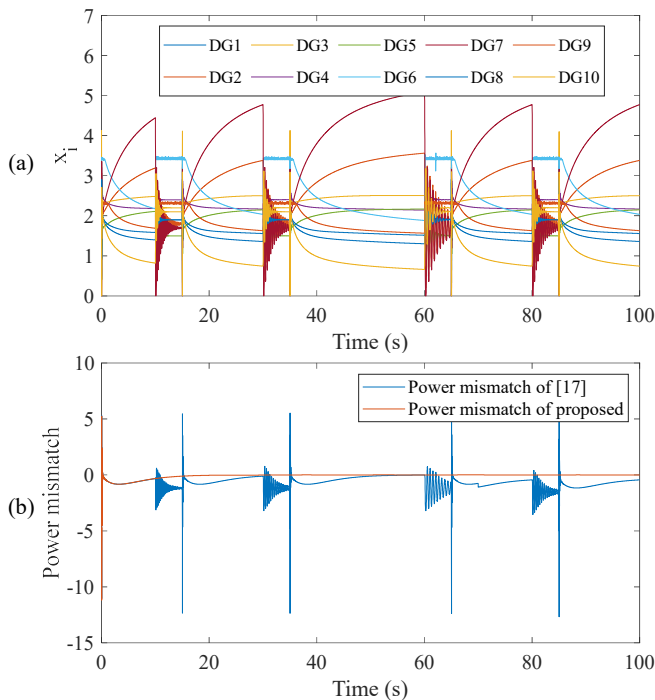 7
6
5
4
3
2
1
0
DG1 DG3 DG5 DG7 DG9
DG2 DG4 DG6 DG8 DG10
(a)
x_i
0 20 40 60 80 100
Time (s)
10
5
0
-5
-10
-15
Power mismatch of [17]
Power mismatch of proposed
(b)
Power mismatch
0 20 40 60 80 100
Time (s)